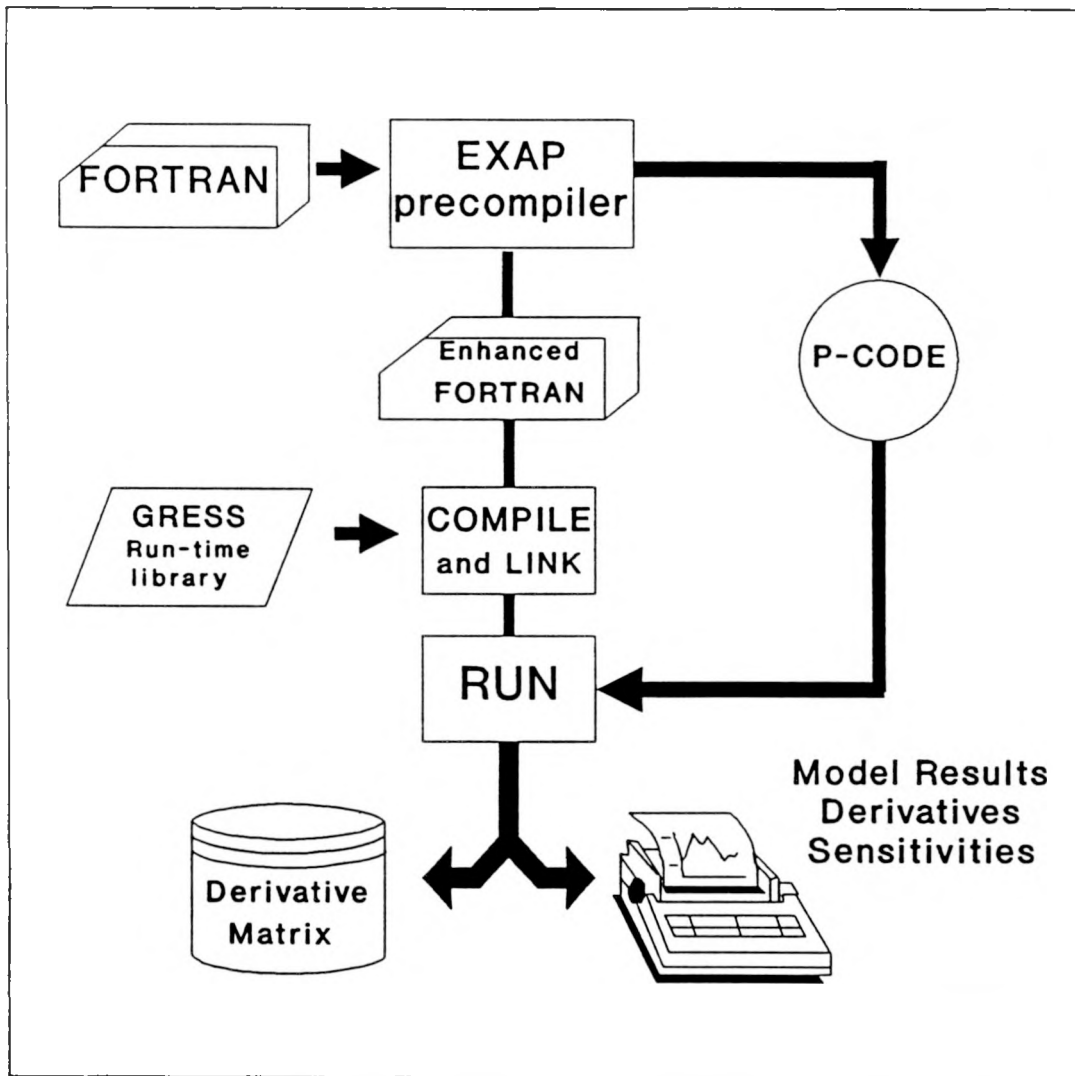 FORTRAN
EXAP
precompiler
Enhanced
FORTRAN
P-CODE
GRESS
Run-time
library
COMPILE
and LINK
RUN
Model Results
Derivatives
Sensitivities
Derivative
Matrix